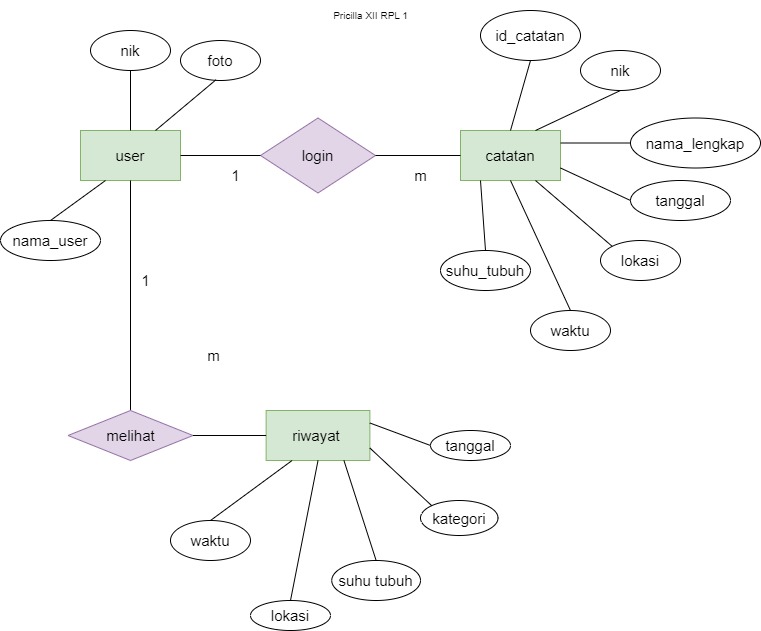 Pricilla XII RPL 1
id_catatan
nik
foto
nik
nama_lengkap
user
login
catatan
1
m
tanggal
nama_user
lokasi
suhu_tubuh
1
waktu
m
melihat
riwayat
tanggal
kategori
waktu
suhu tubuh
lokasi